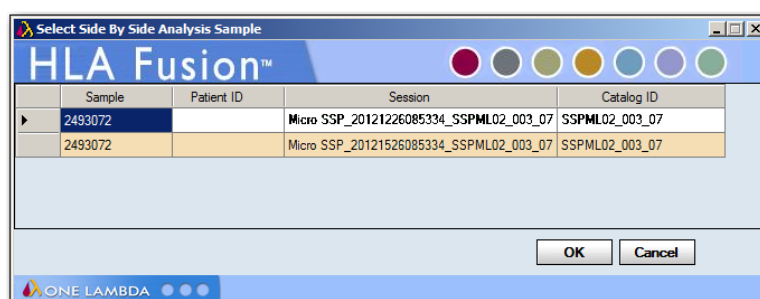 Select Side By Side Analysis Sample
HLA Fusion™
Sample Patient ID Session Catalog ID
2493072 Micro SSP_20121226085334_SSPML02_003_07 SSPML02_003_07
2493072 Micro SSP_20121526085334_SSPML02_003_07 SSPML02_003_07
OK Cancel
ONE LAMBDA